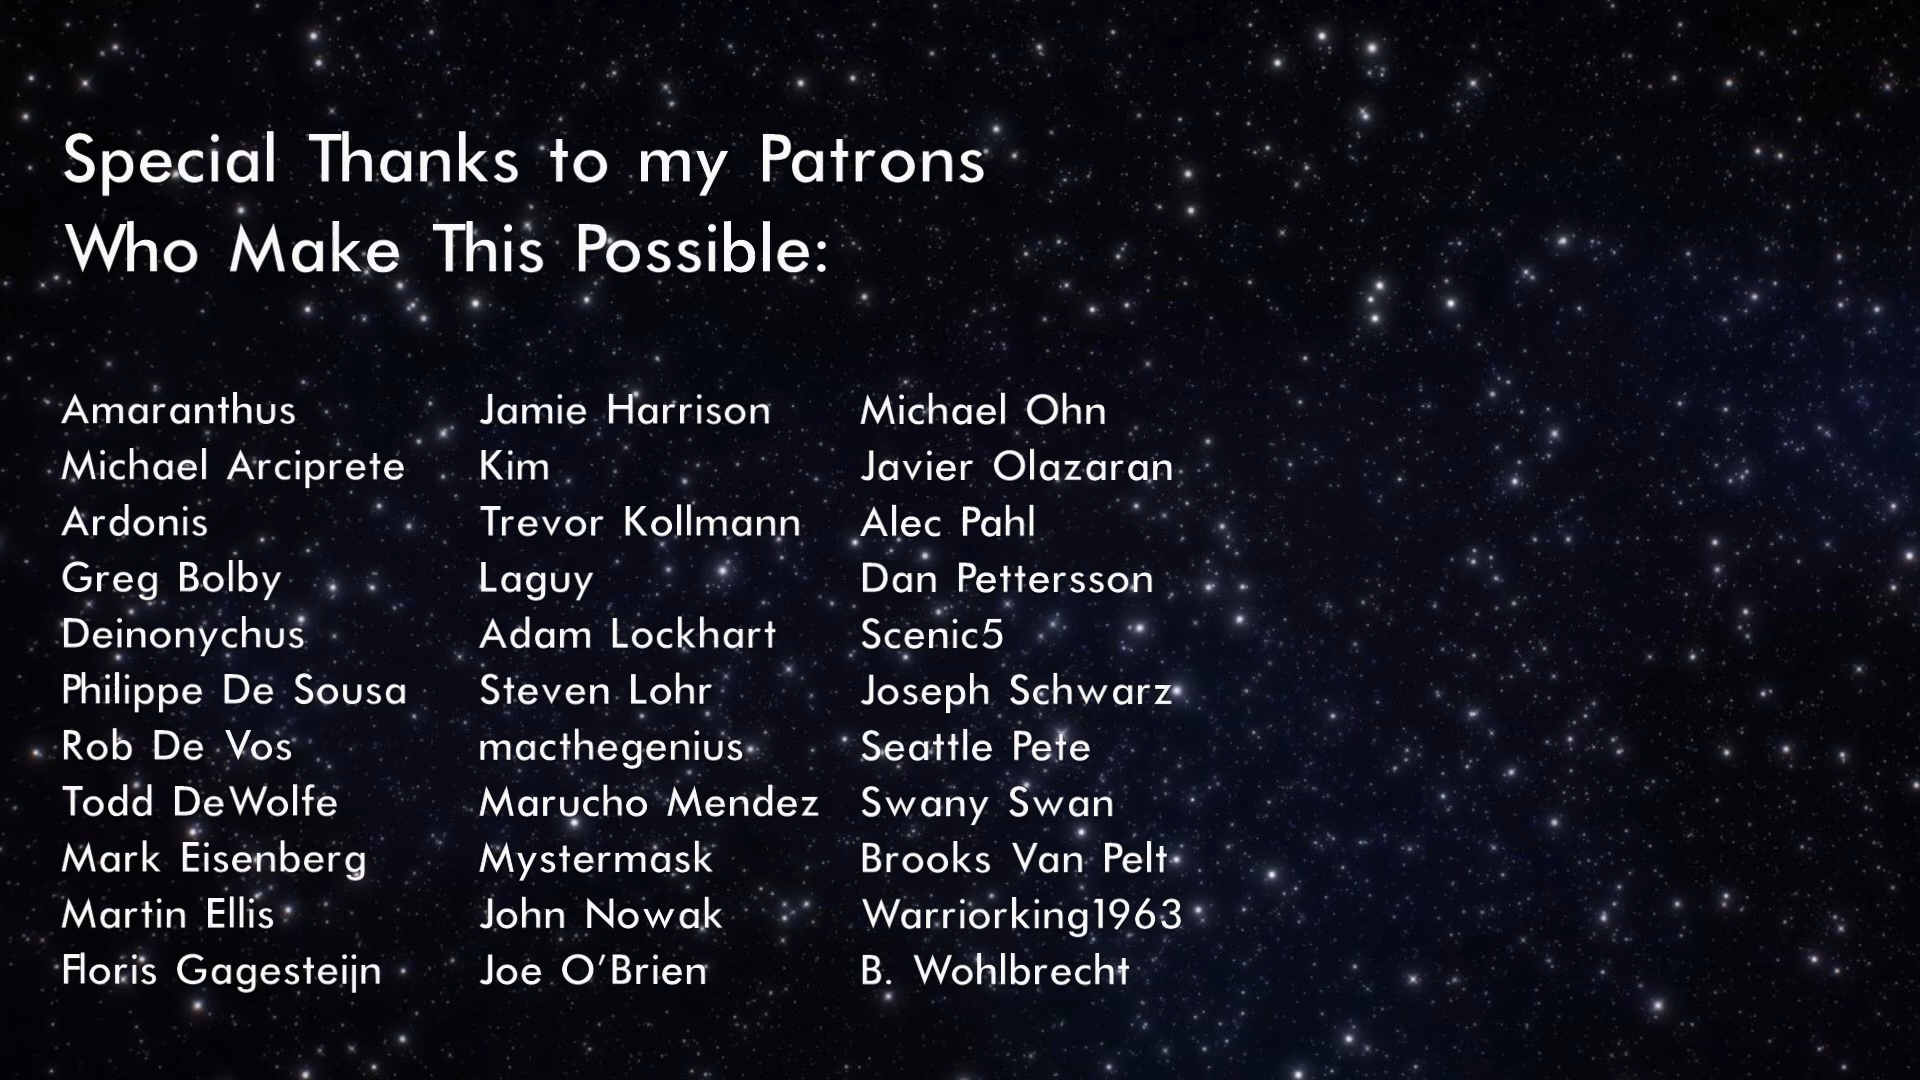 Special Thanks to my Patrons
Who Make This Possible:
Amaranthus
Michael Arciprete
Ardonis
Greg Bolby
Deinonychus
Philippe De Sousa
Rob De Vos
Todd DeWolfe
Mark Eisenberg
Martin Ellis
Floris Gagesteijn
Jamie Harrison
Kim
Trevor Kollmann
Laguy
Adam Lockhart
Steven Lohr
macthegenius
Marucho Mendez
Mystermask
John Nowak
Joe O’Brien
Michael Ohn
Javier Olazaran
Alec Pahl
Dan Pettersson
Scenic5
Joseph Schwarz
Seattle Pete
Swany Swan
Brooks Van Pelt
Warriorking1963
B. Wohlbrecht